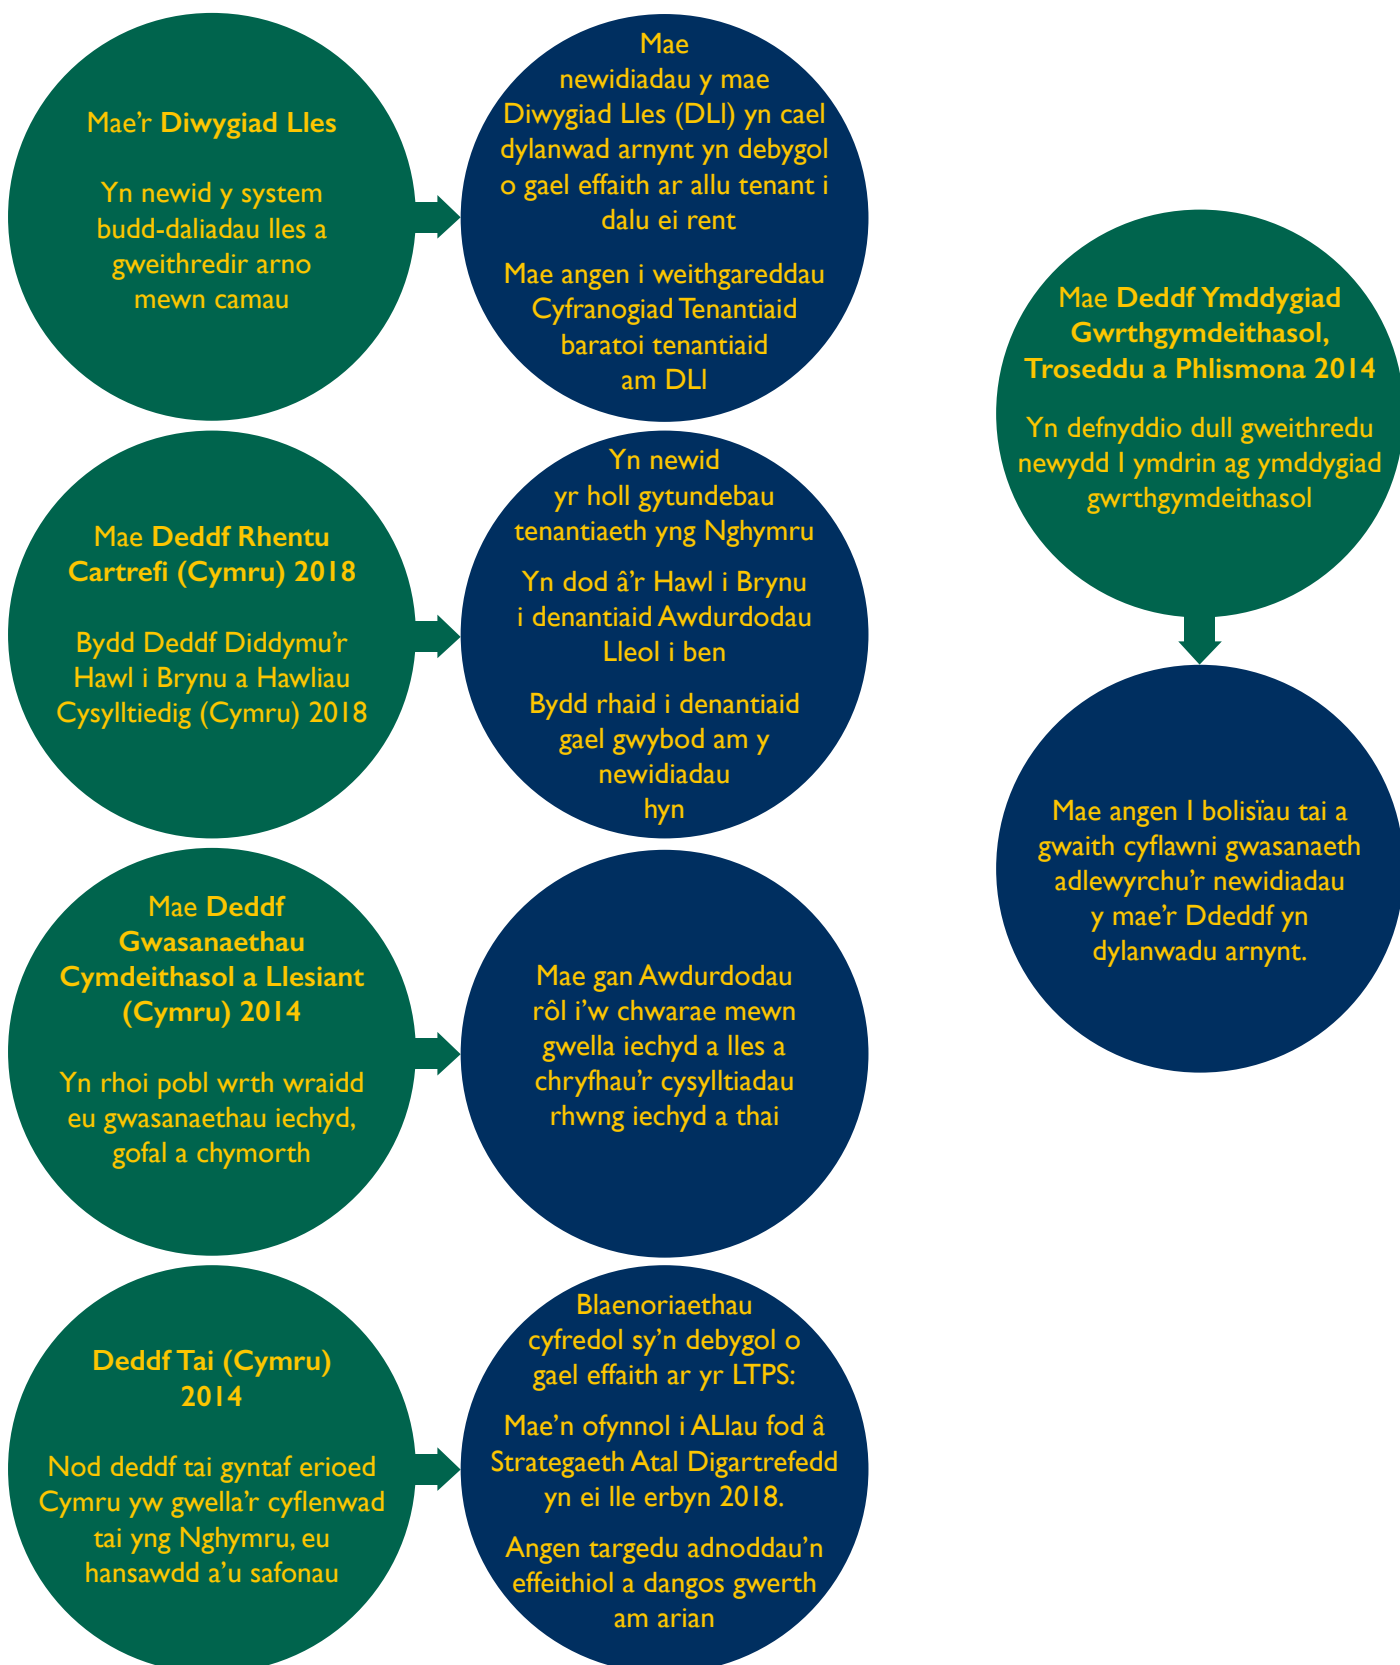 Mae'r Diwygiad Lles
Yn newid y system
budd-daliadau lles a
gweithredir arno
mewn camau
Mae
newidiadau y mae
Diwygiad Lles (DLl) yn cael
dylanwad arnynt yn debygol
o gael effaith ar allu tenant i
dalu ei rent
Mae angen i weithgareddau
Cyfranogiad Tenantiaid
baratoi tenantiaid
am DLl
Mae Deddf Rhentu
Cartrefi (Cymru) 2018
Bydd Deddf Diddymu'r
Hawl i Brynu a Hawliau
Cysylltiedig (Cymru) 2018
Yn newid
yr holl gytundebau
tenantiaeth yng Nghymru
Yn dod â'r Hawl i Brynu
i denantiaid Awdurdodau
Lleol i ben
Bydd rhaid i denantiaid
gael gwybod am y
newidiadau
hyn
Mae Deddf
Gwasanaethau
Cymdeithasol a Llesiant
(Cymru) 2014
Yn rhoi pobl wrth wraidd
eu gwasanaethau iechyd,
gofal a chymorth
Mae gan Awdurdodau
rôl i'w chwarae mewn
gwella iechyd a lles a
chryfhau'r cysylltiadau
rhwng iechyd a thai
Deddf Tai (Cymru)
2014
Nod deddf tai gyntaf erioed
Cymru yw gwella'r cyflenwad
tai yng Nghymru, eu
hansawdd a'u safonau
Blaenoriaethau
cyfredol sy'n debygol o
gael effaith ar yr LTPS:
Mae'n ofynnol i ALlau fod â
Strategaeth Atal Digartrefedd
yn ei lle erbyn 2018.
Angen targedu adnoddau'n
effeithiol a dangos gwerth
am arian
Mae Deddf Ymddygiad
Gwrthgymdeithasol,
Troseddu a Phlismona 2014
Yn defnyddio dull gweithredu
newydd I ymdrin ag ymddygiad
gwrthgymdeithasol
Mae angen I bolisïau tai a
gwaith cyflawni gwasanaeth
adlewyrchu'r newidiadau
y mae'r Ddeddf yn
dylanwadu arnynt.